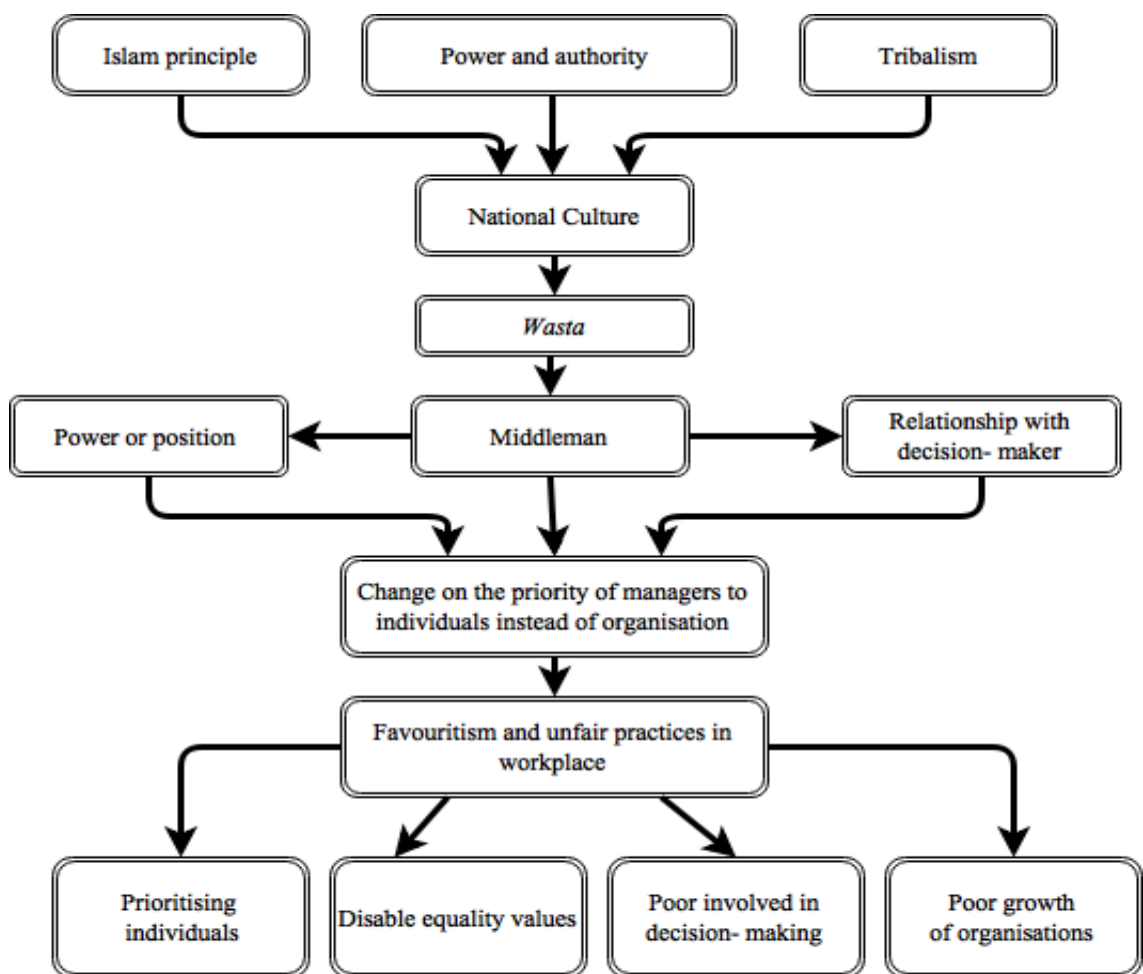 Islam principle
Power and authority
Tribalism
National Culture
Wasta
Power or position
Middleman
Relationship with
decision- maker
Change on the priority of managers to
individuals instead of organisation
Favouritism and unfair practices in
workplace
Prioritising
individuals
Disable equality values
Poor involved in
decision- making
Poor growth
of organisations